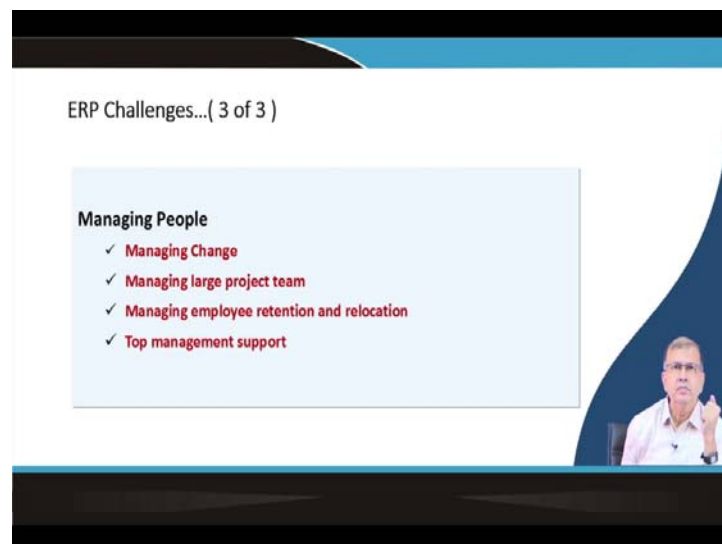 ERP Challenges...( 3 of 3 )
Managing People
✓ Managing Change
✓ Managing large project team
✓ Managing employee retention and relocation
✓ Top management support